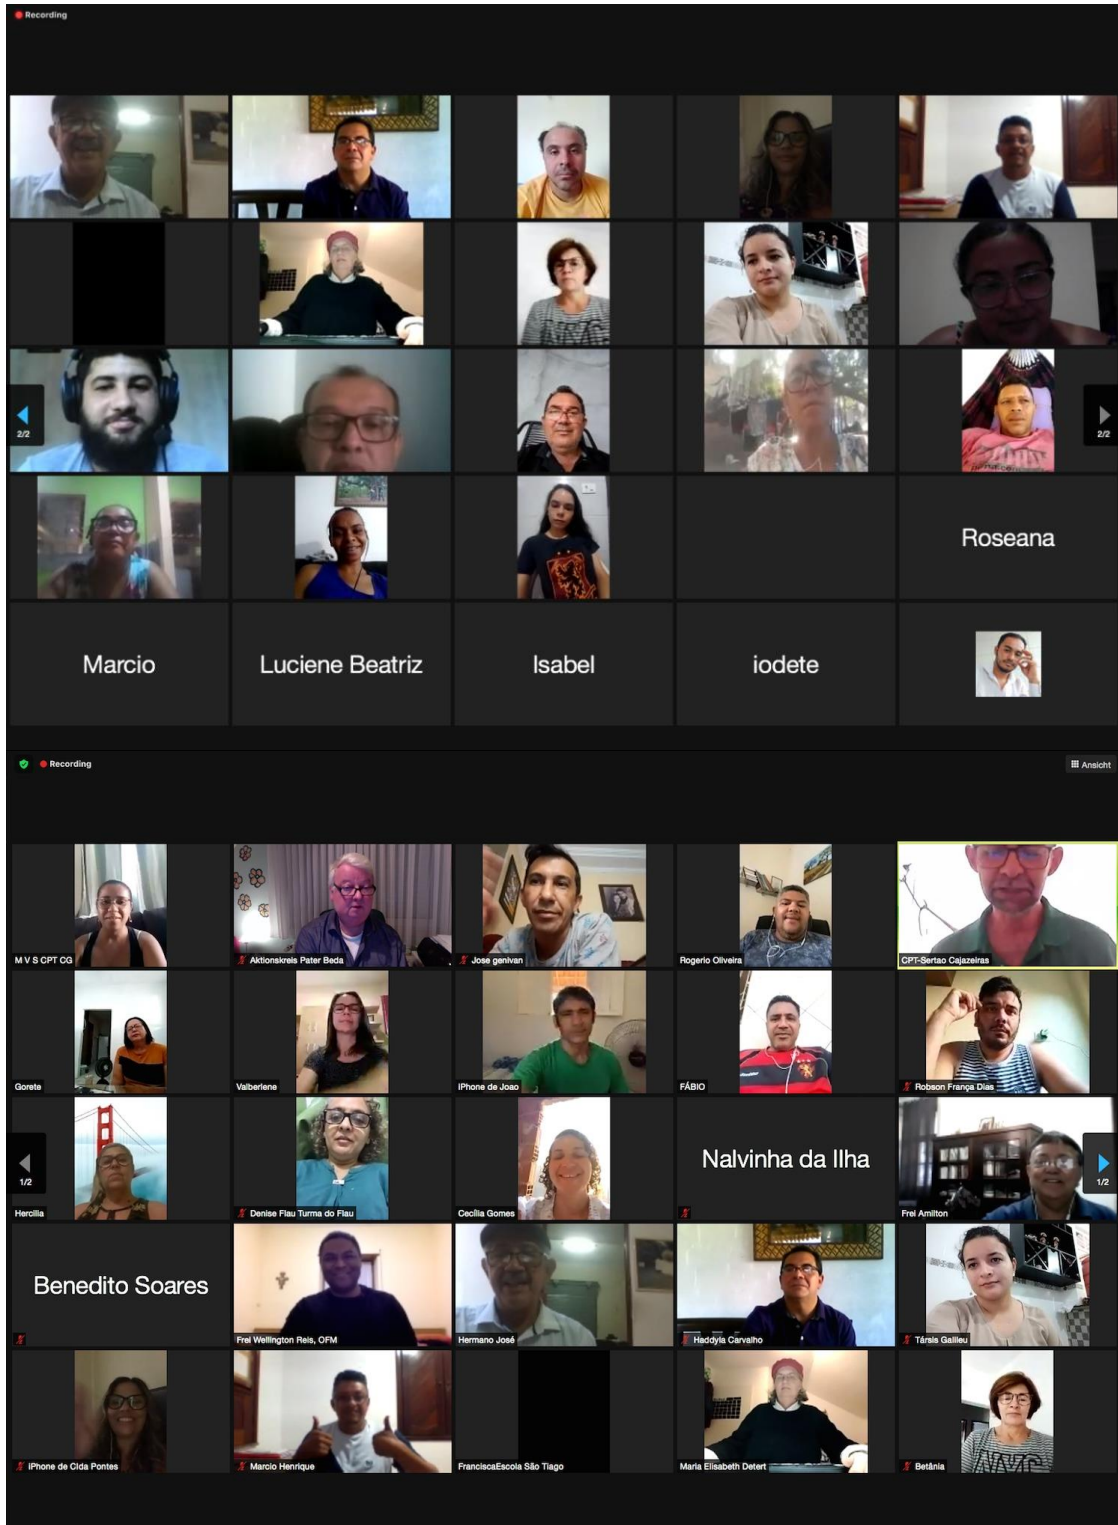 Recording
2/2
2/2
Roseana
Marcio
Luciene Beatriz
Isabel
iodete
Recording
Ansicht
M V S CPT CG
Aktionskreis Pater Beda
Jose genivan
Rogerio Oliveira
CPT-Sertao Cajazeiras
Gorete
Valberlene
iPhone de Joao
FÁBIO
Robson França Dias
1/2
Hercilia
Denise Flau Turma do Flau
Cecília Gomes
Nalvinha da Ilha
Frei Amilton
1/2
Benedito Soares
Frei Wellington Reis, OFM
Hermano José
Haddyla Carvalho
Társis Galileu
iPhone de Cida Pontes
Marcio Henrique
FranciscaEscola São Tiago
Maria Elisabeth Detert
Betânia